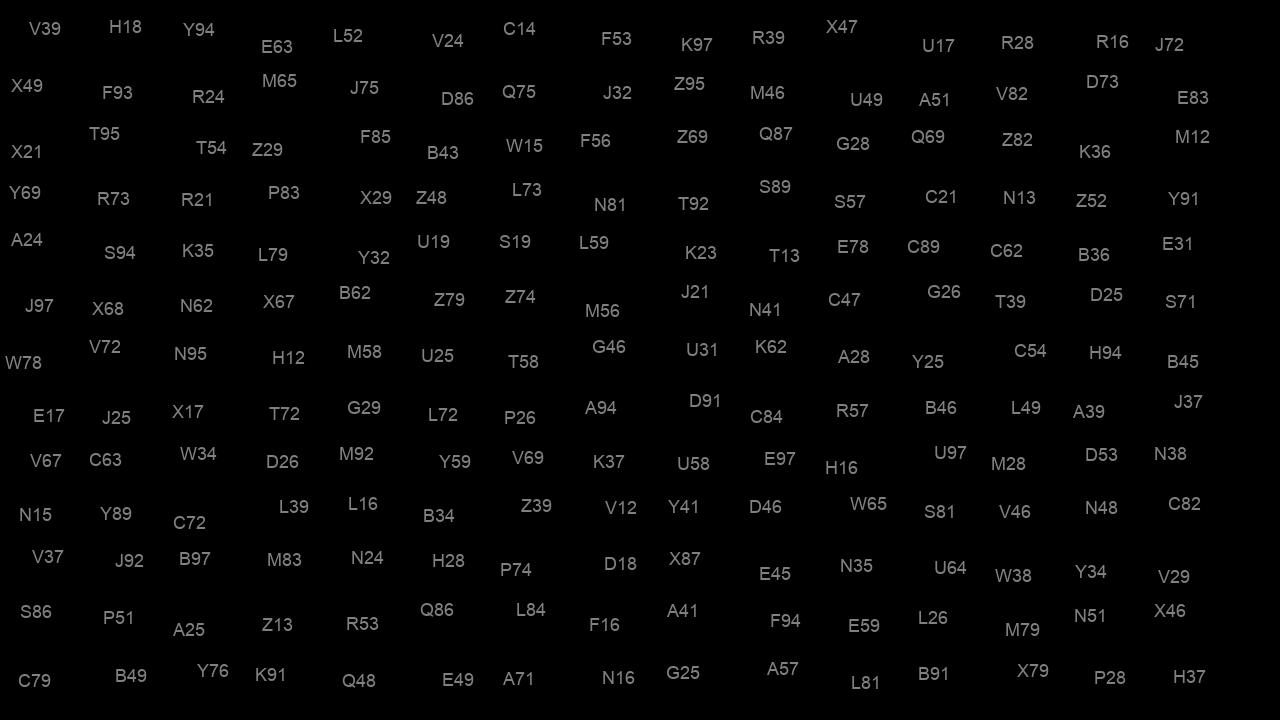 V39 H18 Y94 E63 L52 V24 C14 F53 K97 R39 X47 U17 R28 R16 J72
X49 F93 R24 M65 J75 D86 Q75 J32 Z95 M46 U49 A51 V82 D73 E83
X21 T95 T54 Z29 F85 B43 W15 F56 Z69 Q87 G28 Q69 Z82 K36 M12
Y69 R73 R21 P83 X29 Z48 L73 N81 T92 S89 S57 C21 N13 Z52 Y91
A24 S94 K35 L79 Y32 U19 S19 L59 K23 T13 E78 C89 C62 B36 E31
J97 X68 N62 X67 B62 Z79 Z74 M56 J21 N41 C47 G26 T39 D25 S71
W78 V72 N95 H12 M58 U25 T58 G46 U31 K62 A28 Y25 C54 H94 B45
E17 J25 X17 T72 G29 L72 P26 A94 D91 C84 R57 B46 L49 A39 J37
V67 C63 W34 D26 M92 Y59 V69 K37 U58 E97 H16 U97 M28 D53 N38
N15 Y89 C72 L39 L16 B34 Z39 V12 Y41 D46 W65 S81 V46 N48 C82
V37 J92 B97 M83 N24 H28 P74 D18 X87 E45 N35 U64 W38 Y34 V29
S86 P51 A25 Z13 R53 Q86 L84 F16 A41 F94 E59 L26 M79 N51 X46
C79 B49 Y76 K91 Q48 E49 A71 N16 G25 A57 L81 B91 X79 P28 H37